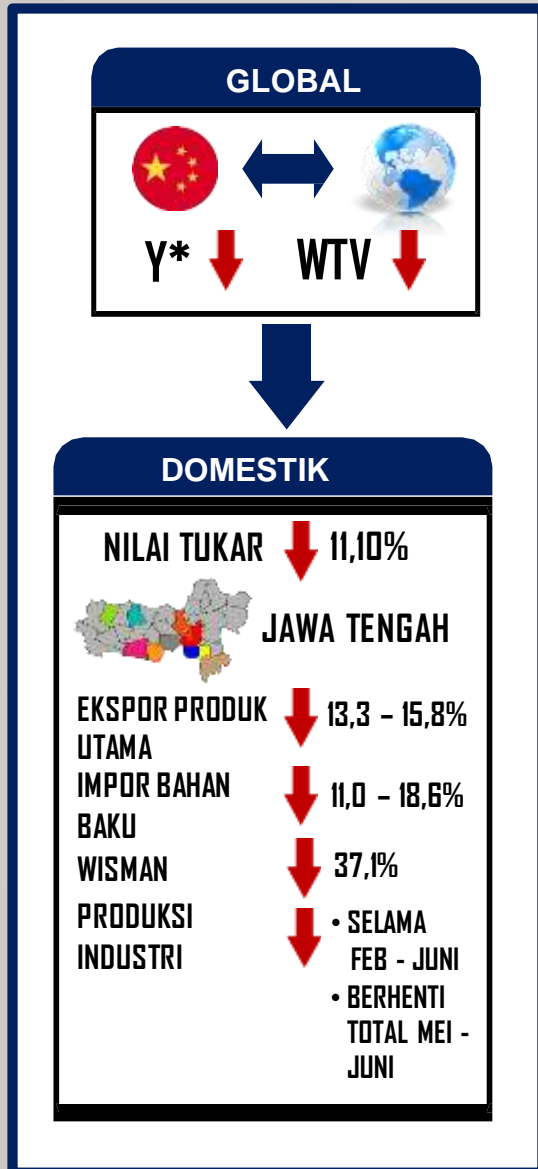 GLOBAL
Y* WTV
DOMESTIK
NILAI TUKAR 11,10%
JAWA TENGAH
EKSPOR PRODUK 13,3 – 15,8%
UTAMA
IMPOR BAHAN 11,0 – 18,6%
BAKU
WISMAN 37,1%
PRODUKSI
INDUSTRI
• SELAMA
FEB - JUNI
• BERHENTI
TOTAL MEI -
JUNI